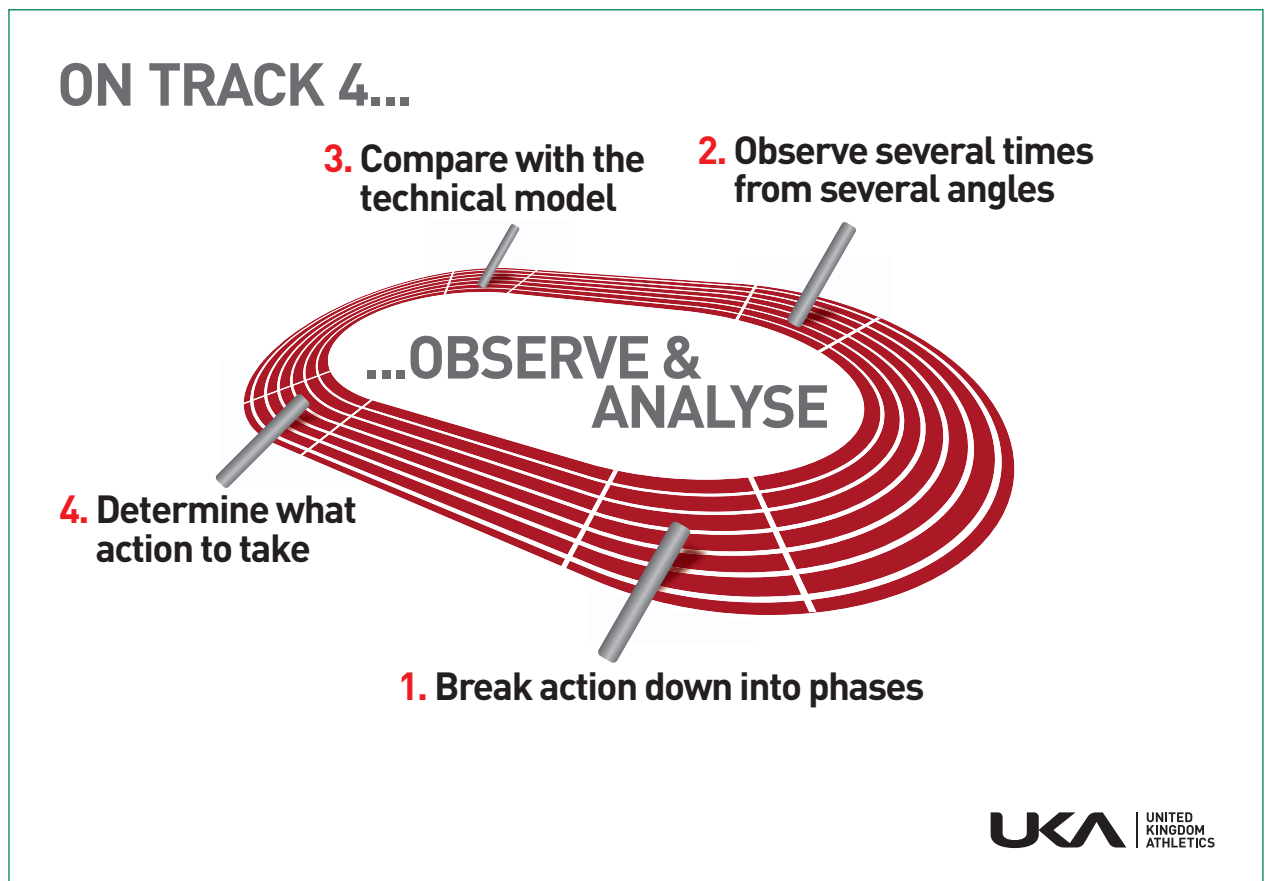 ON TRACK 4...
3. Compare with the
technical model
2. Observe several times
from several angles
...OBSERVE &
ANALYSE
4. Determine what
action to take
1. Break action down into phases
UKA
UNITED
KINGDOM
ATHLETICS